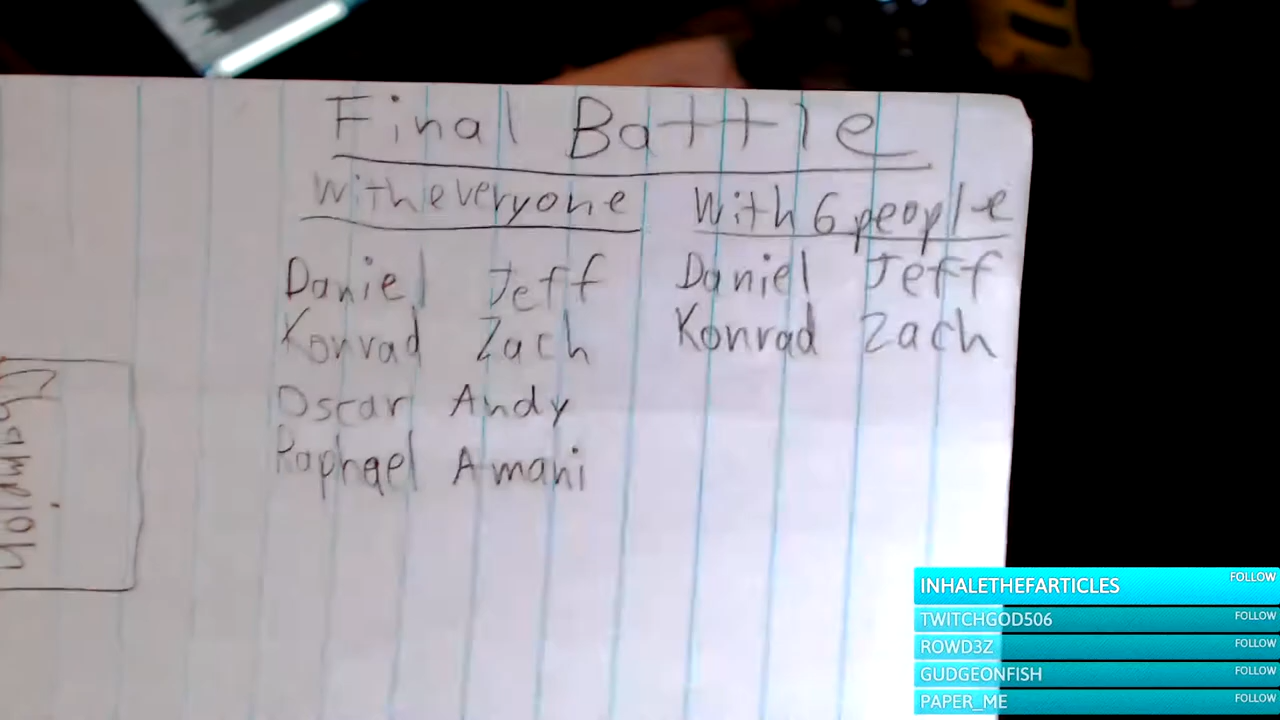 Final Battle
With everyone
Daniel Jeff
Konrad Zach
Oscar Andy
Raphael Amani
With 6 people
Daniel Jeff
Konrad Zach
INHALETHEFARTICLES FOLLOW
TWITCHGOD506 FOLLOW
ROWD3Z FOLLOW
GUDGEONFISH FOLLOW
PAPER_ME FOLLOW